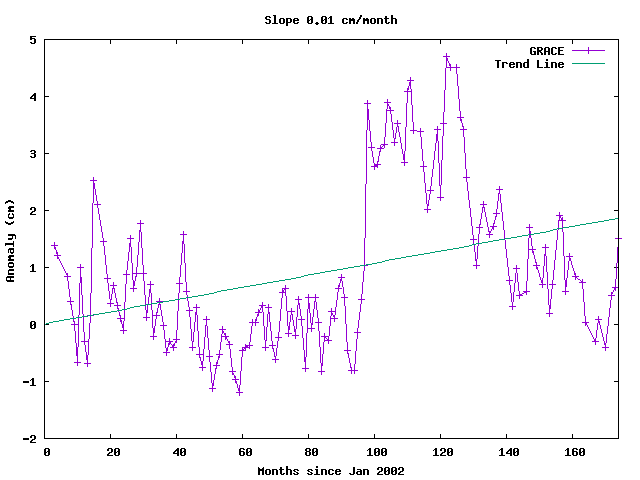 Slope 0.01 cm/month
GRACE
Trend Line
5
4
3
2
1
0
-1
-2
Anomaly (cm)
0 20 40 60 80 100 120 140 160
Months since Jan 2002